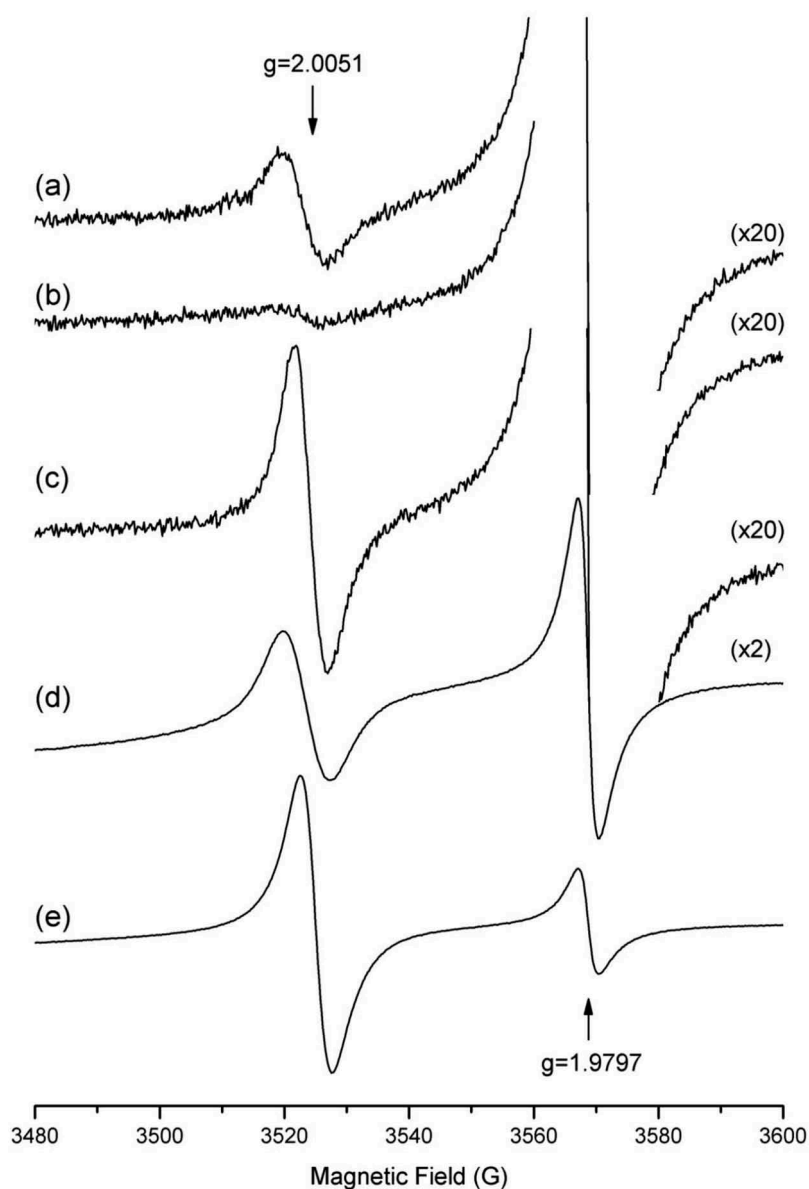 g=2.0051
(a)
(x20)
(b)
(x20)
(c)
(x20)
(x2)
(d)
(e)
g=1.9797
3480 3500 3520 3540 3560 3580 3600
Magnetic Field (G)